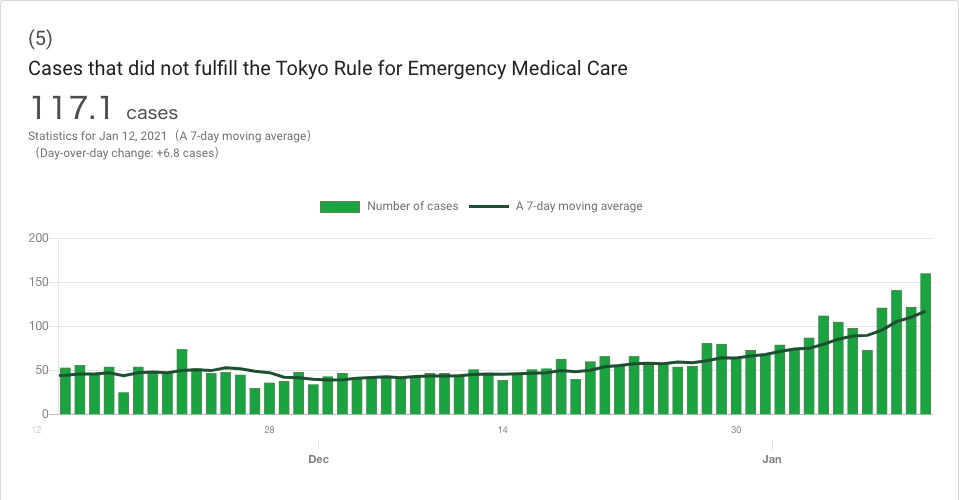 (5)
Cases that did not fulfill the Tokyo Rule for Emergency Medical Care
117.1 cases
Statistics for Jan 12, 2021（A 7-day moving average）
（Day-over-day change: +6.8 cases）
Number of cases A 7-day moving average
200
150
100
50
0
12 28 14 30
Dec Jan